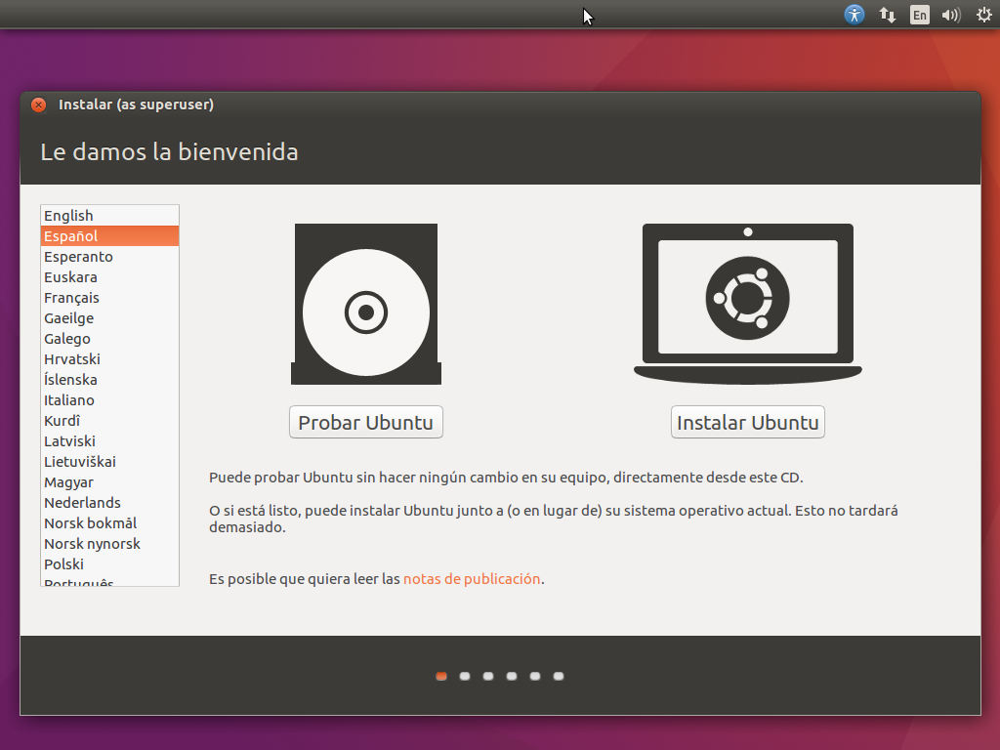 En
Instalar (as superuser)
Le damos la bienvenida
English
Español
Esperanto
Euskara
Français
Gaeilge
Galego
Hrvatski
Íslenska
Italiano
Kurdî
Latviski
Lietuviškai
Magyar
Nederlands
Norsk bokmål
Norsk nynorsk
Polski
Português
Probar Ubuntu
Instalar Ubuntu
Puede probar Ubuntu sin hacer ningún cambio en su equipo, directamente desde este CD.
O si está listo, puede instalar Ubuntu junto a (o en lugar de) su sistema operativo actual. Esto no tardará
demasiado.
Es posible que quiera leer las notas de publicación.